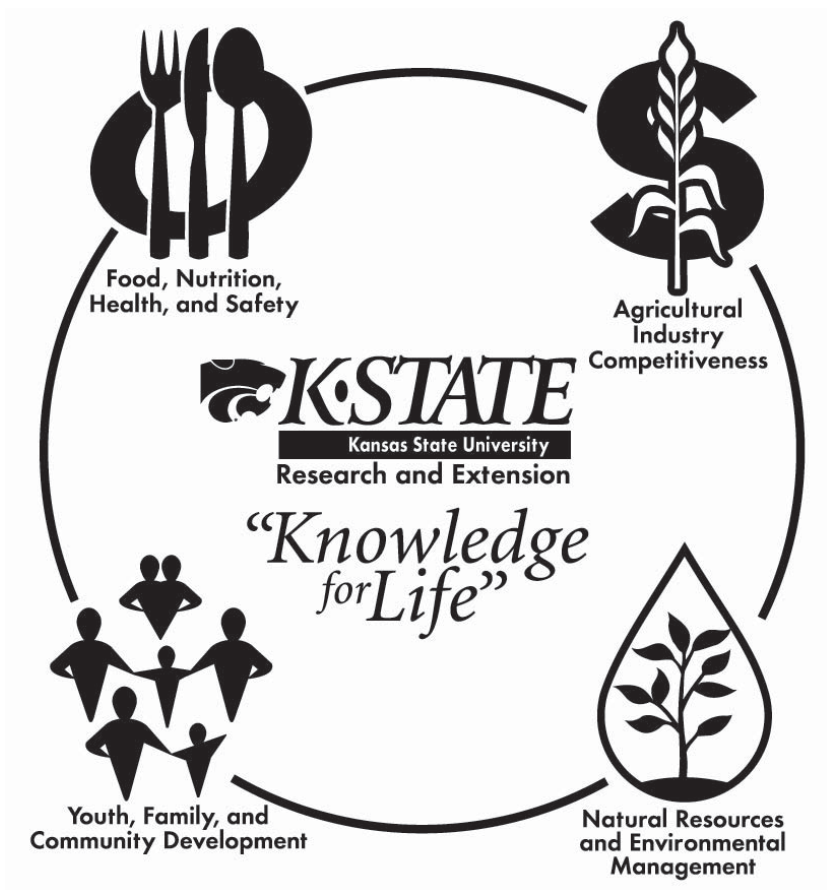 Food, Nutrition,
Health, and Safety
Agricultural
Industry
Competitiveness
K•STATE
Kansas State University
Research and Extension
“Knowledge
for Life”
Youth, Family, and
Community Development
Natural Resources
and Environmental
Management